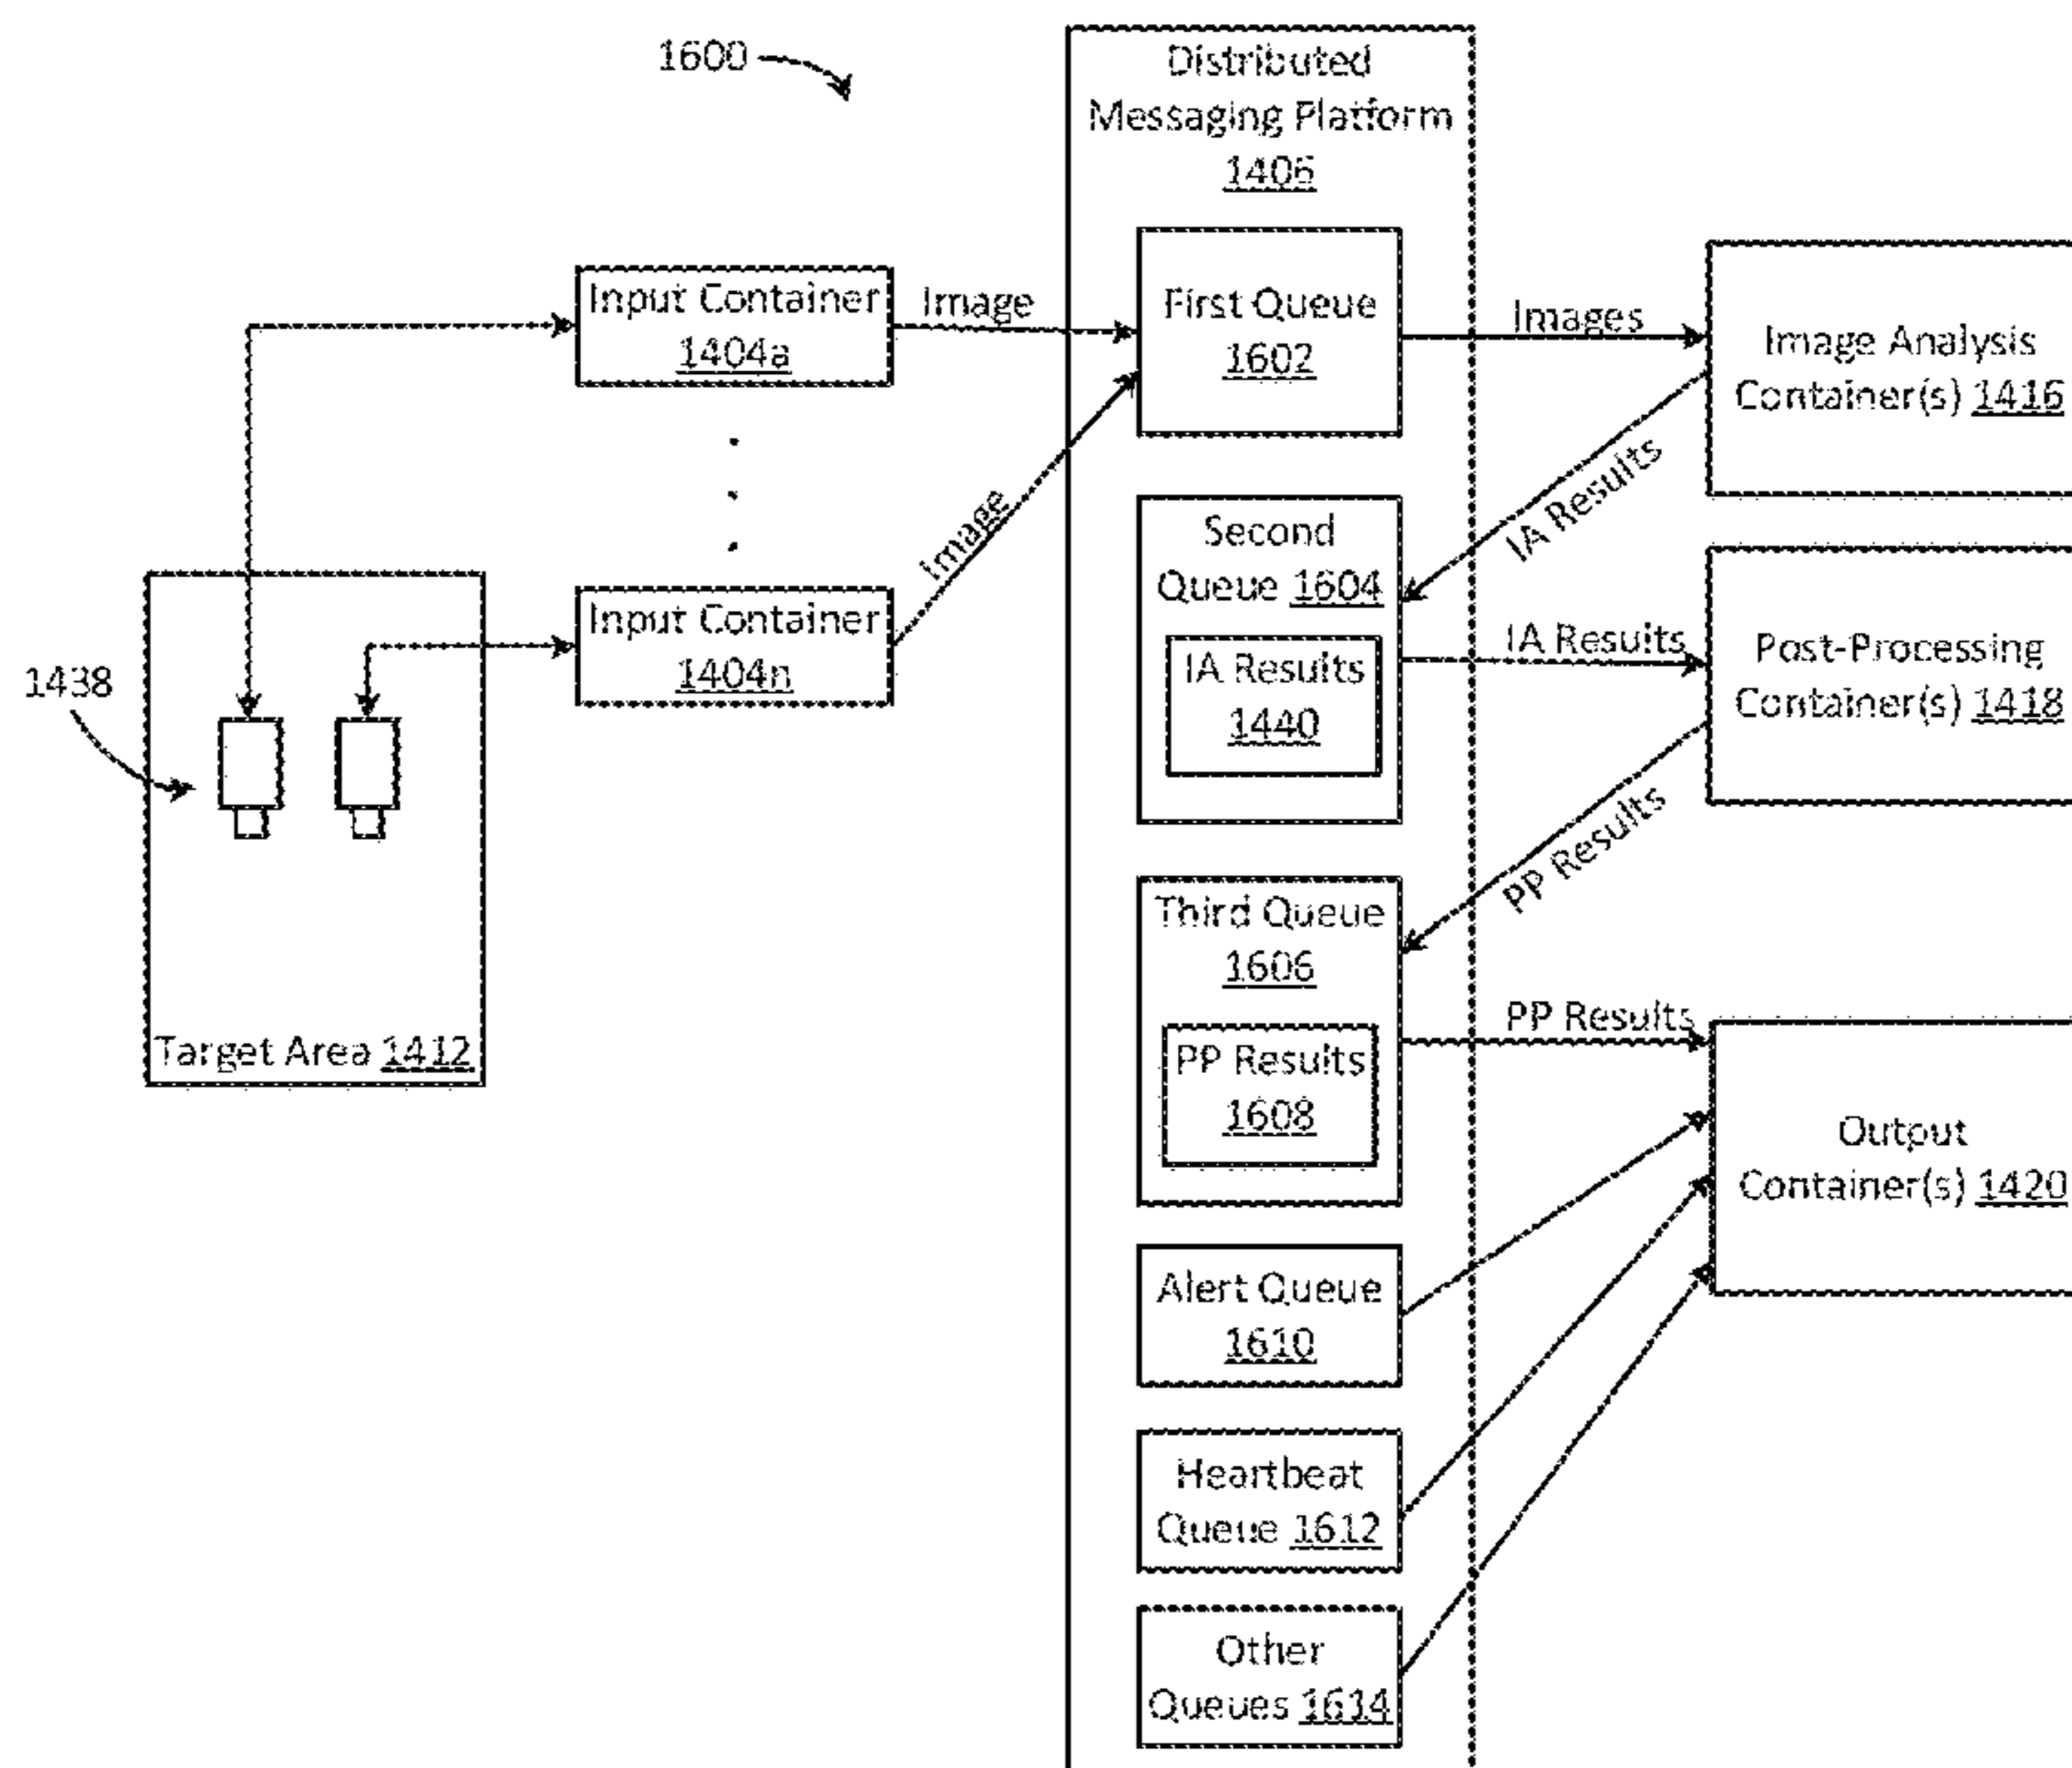 1600
Distributed
Messaging Platform
1406
Input Container
1404a
Image
First Queue
1602
Images
Image Analysis
Container(s) 1416
IA Results
Image
Second
Queue 1604
IA Results
1440
IA Results
Post-Processing
Container(s) 1418
Input Container
1404n
1438
Target Area 1412
PP Results
Third Queue
1606
PP Results
1608
PP Results
Output
Container(s) 1420
Alert Queue
1610
Heartbeat
Queue 1612
Other
Queues 1614